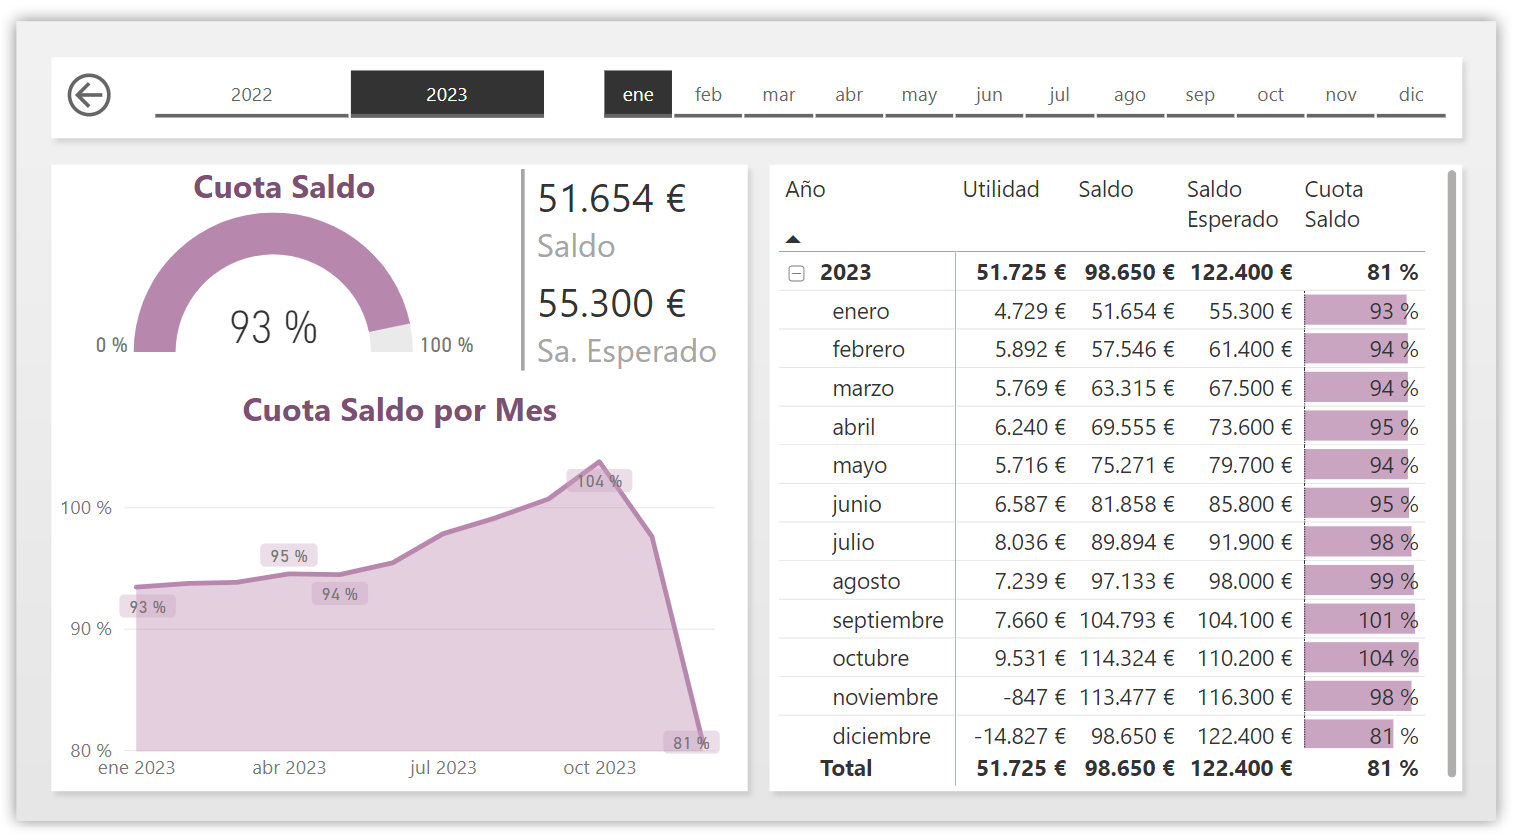 2022 2023 ene feb mar abr may jun jul ago sep oct nov dic
Cuota Saldo
93 %
0 % 100 %
51.654 €
Saldo
55.300 €
Sa. Esperado
Cuota Saldo por Mes
104 %
100 %
95 %
94 %
93 %
90 %
81 %
80 %
ene 2023 abr 2023 jul 2023 oct 2023
Año Utilidad Saldo Saldo Esperado Cuota Saldo
2023 51.725 € 98.650 € 122.400 € 81 %
enero 4.729 € 51.654 € 55.300 € 93 %
febrero 5.892 € 57.546 € 61.400 € 94 %
marzo 5.769 € 63.315 € 67.500 € 94 %
abril 6.240 € 69.555 € 73.600 € 95 %
mayo 5.716 € 75.271 € 79.700 € 94 %
junio 6.587 € 81.858 € 85.800 € 95 %
julio 8.036 € 89.894 € 91.900 € 98 %
agosto 7.239 € 97.133 € 98.000 € 99 %
septiembre 7.660 € 104.793 € 104.100 € 101 %
octubre 9.531 € 114.324 € 110.200 € 104 %
noviembre -847 € 113.477 € 116.300 € 98 %
diciembre -14.827 € 98.650 € 122.400 € 81 %
Total 51.725 € 98.650 € 122.400 € 81 %